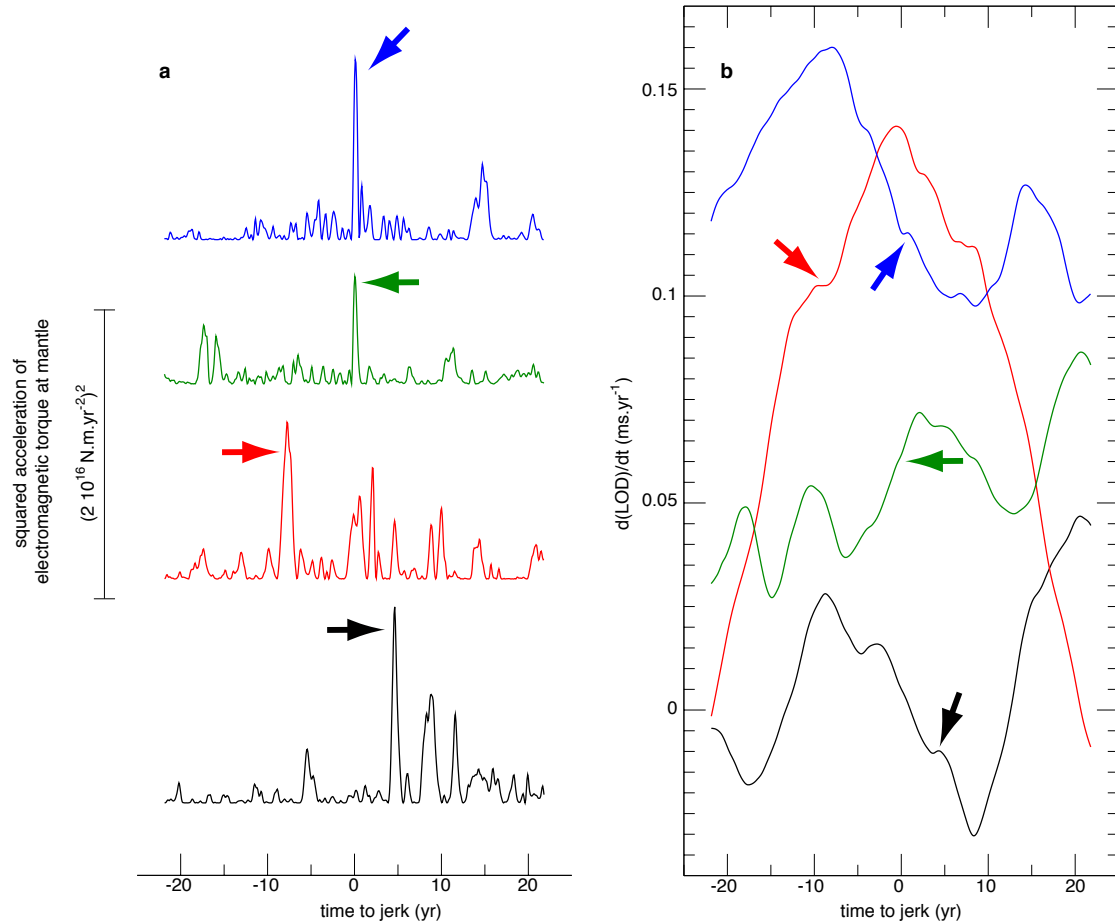 a
squared acceleration of
electromagnetic torque at mantle
(2 10^16 N.m.yr^-2)
-20
-10
0
10
20
time to jerk (yr)
b
d(LOD)/dt (ms.yr^-1)
0.15
0.1
0.05
0
-20
-10
0
10
20
time to jerk (yr)